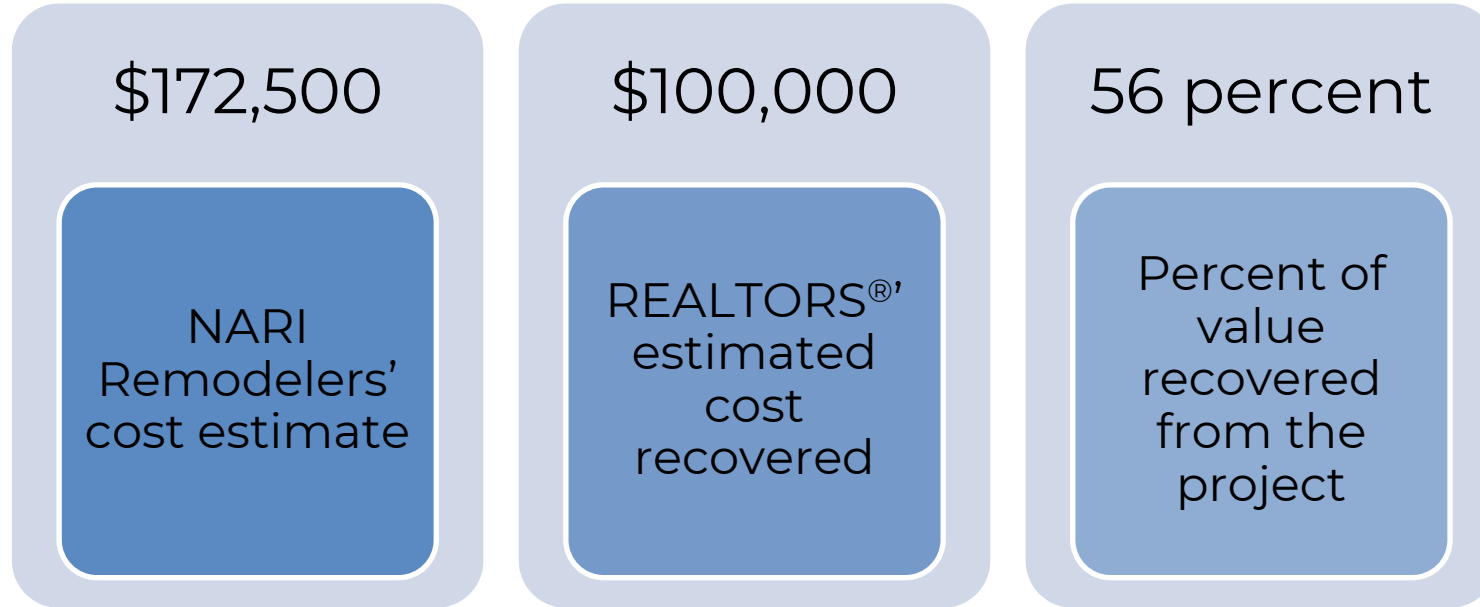 $172,500
NARI
Remodelers’
cost estimate
$100,000
REALTORS®’
estimated
cost
recovered
56 percent
Percent of
value
recovered
from the
project